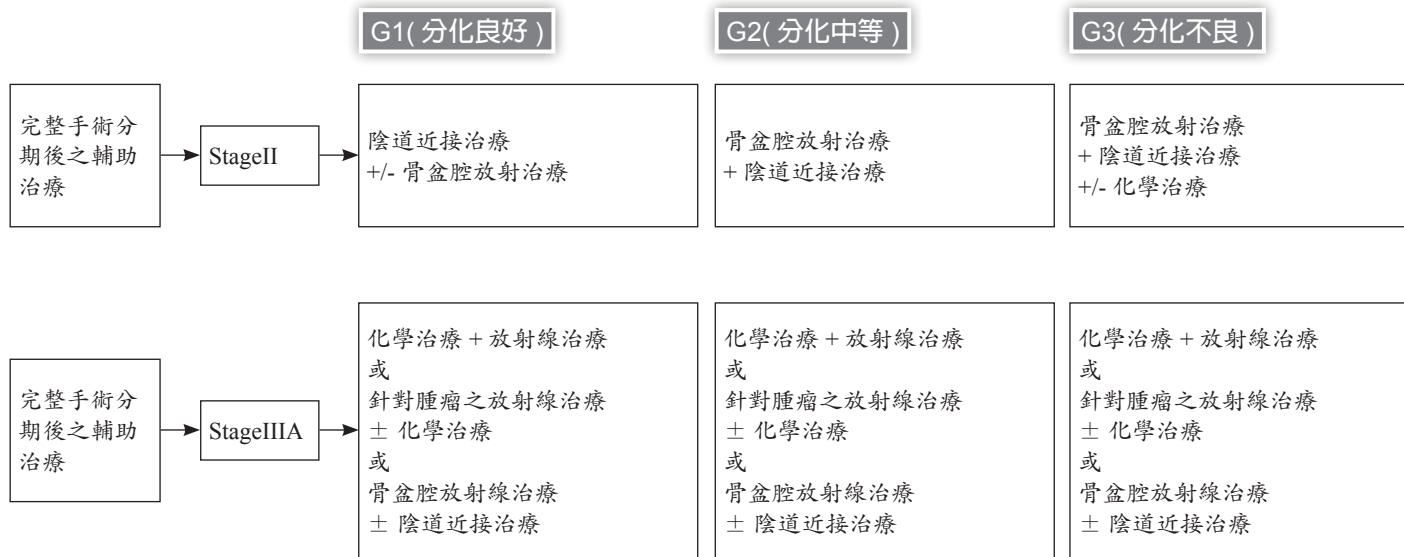 G1( 分化良好 )
G2( 分化中等 )
G3( 分化不良 )
完整手術分
期後之輔助
治療
StageII
陰道近接治療
+/- 骨盆腔放射治療
骨盆腔放射治療
+ 陰道近接治療
骨盆腔放射治療
+ 陰道近接治療
+/- 化學治療
完整手術分
期後之輔助
治療
StageIIIA
化學治療 + 放射線治療
或
針對腫瘤之放射線治療
± 化學治療
或
骨盆腔放射線治療
± 陰道近接治療
化學治療 + 放射線治療
或
針對腫瘤之放射線治療
± 化學治療
或
骨盆腔放射線治療
± 陰道近接治療
化學治療 + 放射線治療
或
針對腫瘤之放射線治療
± 化學治療
或
骨盆腔放射線治療
± 陰道近接治療